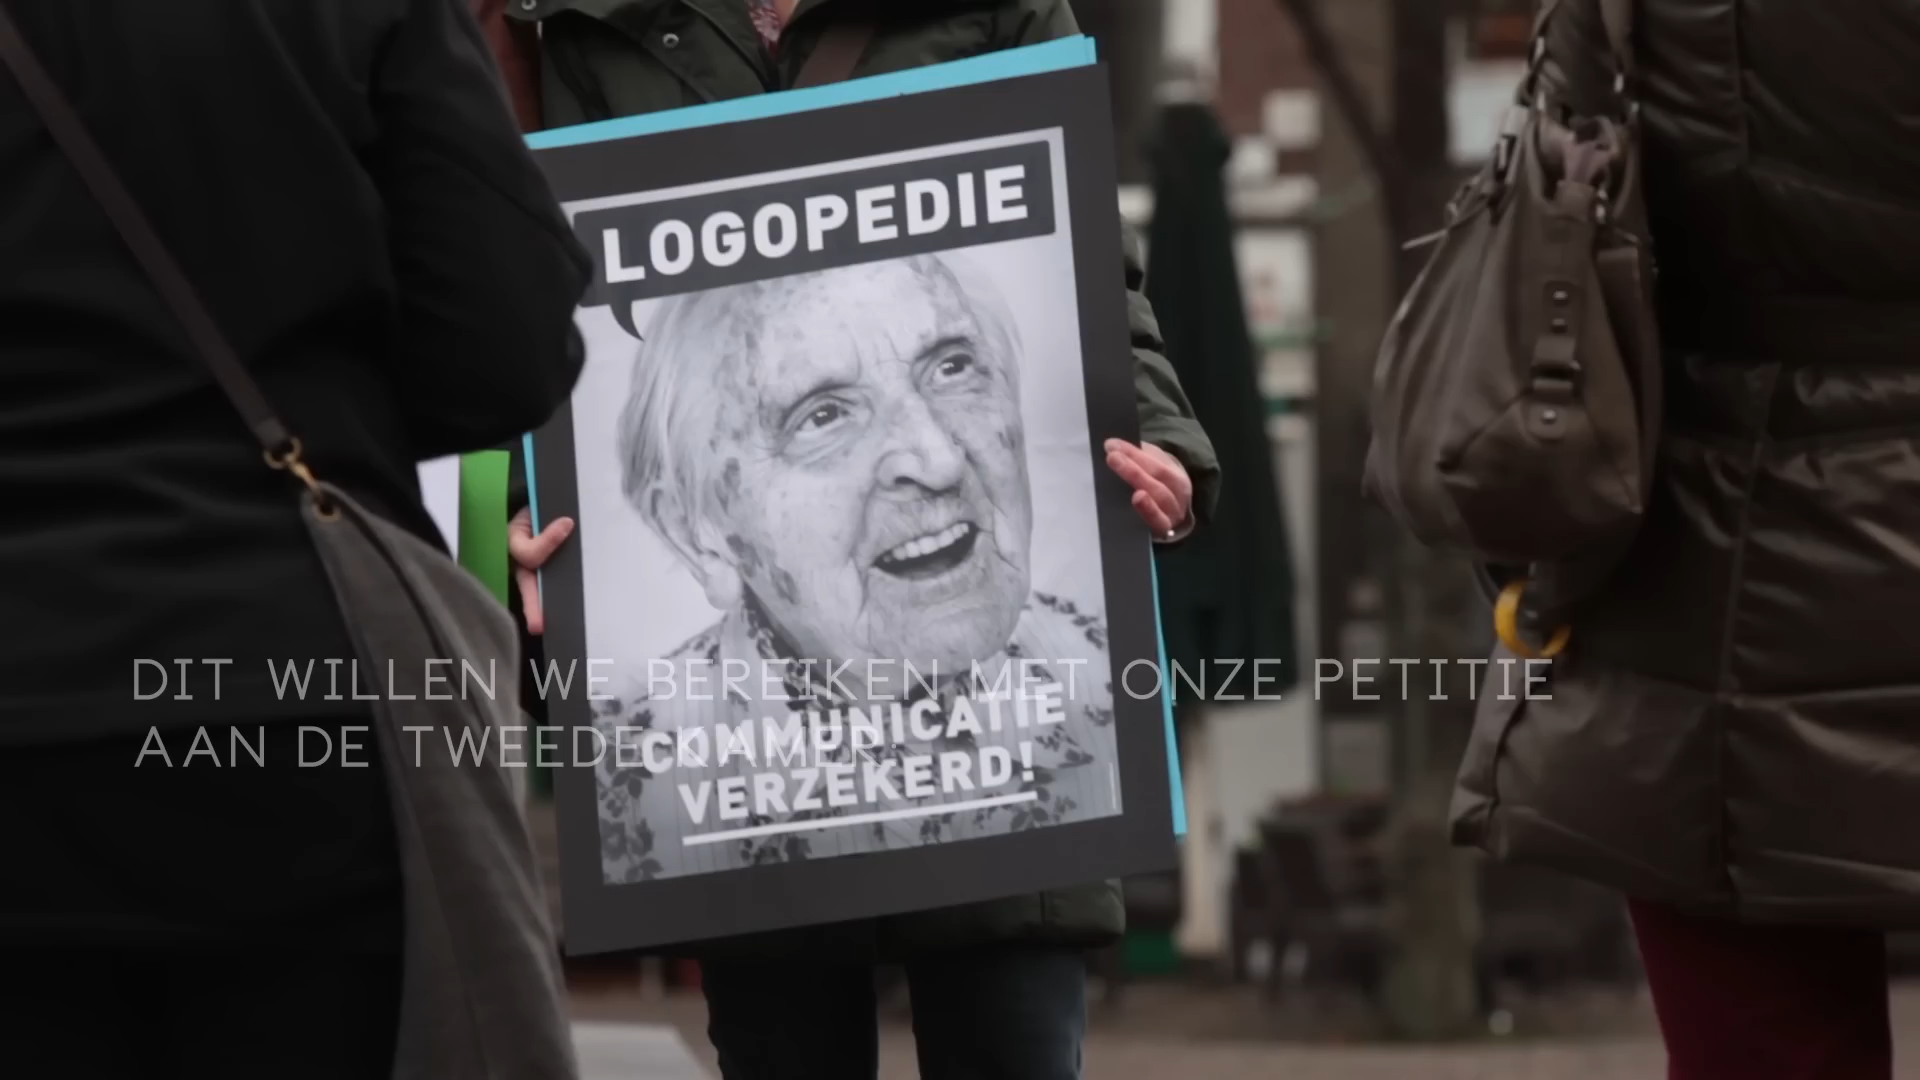 LOGOPEDIE
DIT WILLEN WE BEREIKEN MET ONZE PETITIE
AAN DE TWEEDE KAMER:
COMMUNICATIE
VERZEKERD!